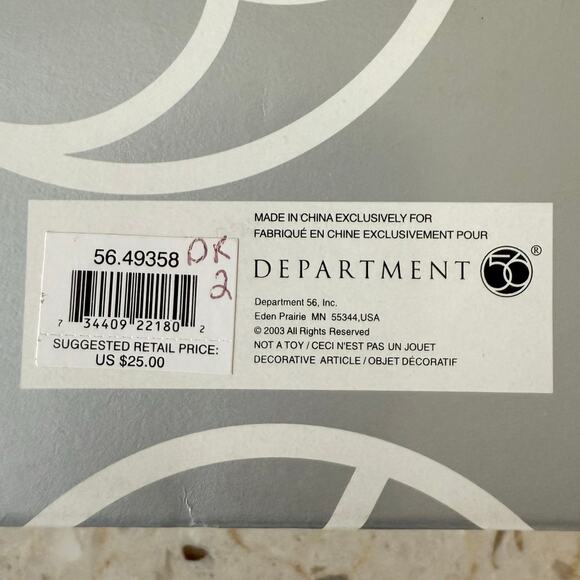 56.49358
DK
2
7 34409 22180 2
SUGGESTED RETAIL PRICE:
US $25.00
MADE IN CHINA EXCLUSIVELY FOR
FABRIQUÉ EN CHINE EXCLUSIVEMENT POUR
DEPARTMENT 56®
Department 56, Inc.
Eden Prairie MN 55344,USA
© 2003 All Rights Reserved
NOT A TOY / CECI N'EST PAS UN JOUET
DECORATIVE ARTICLE / OBJET DÉCORATIF